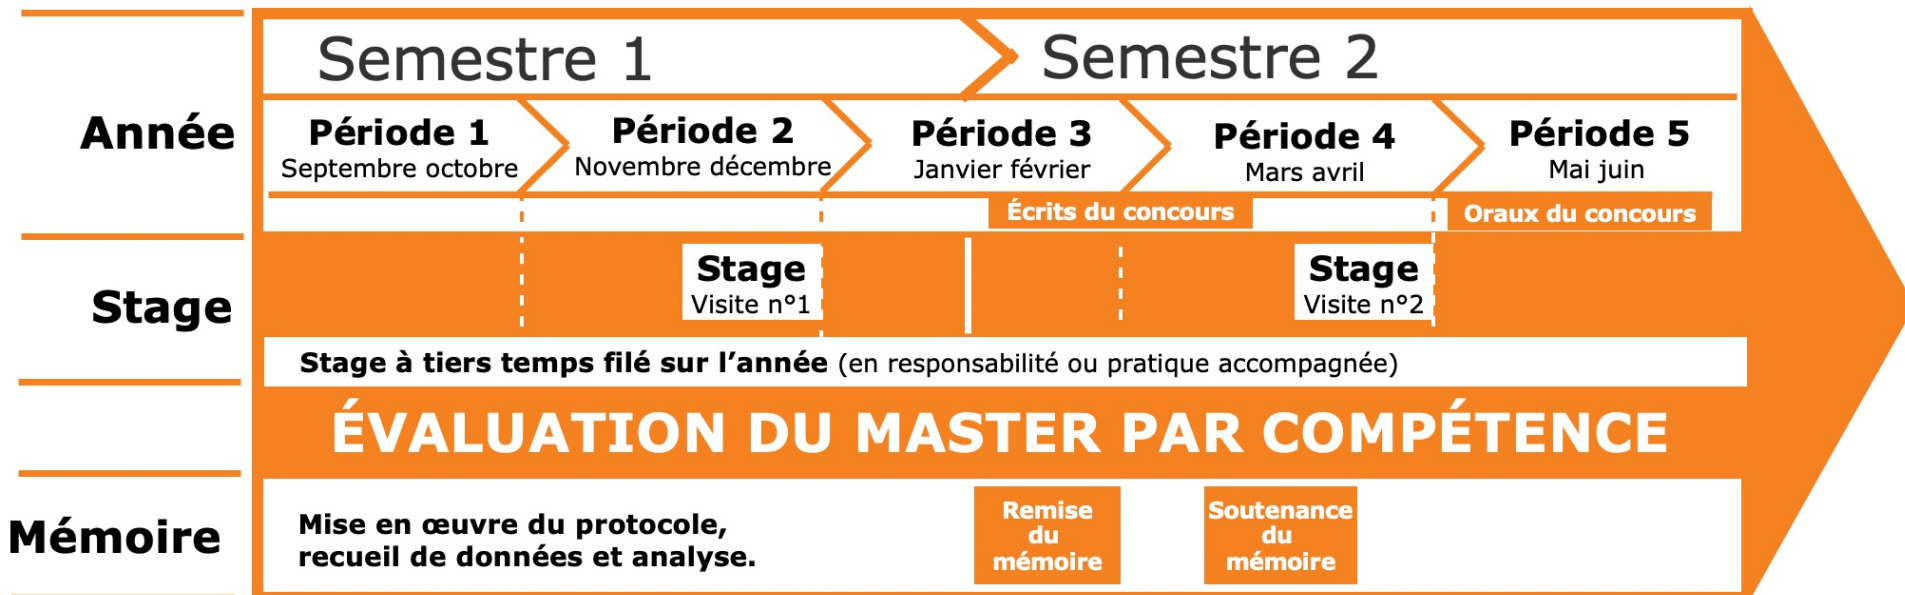 Semestre 1
Semestre 2
Année
Période 1
Septembre octobre
Période 2
Novembre décembre
Période 3
Janvier février
Période 4
Mars avril
Période 5
Mai juin
Écrits du concours
Oraux du concours
Stage
Stage
Visite n°1
Stage
Visite n°2
Stage à tiers temps filé sur l’année (en responsabilité ou pratique accompagnée)
ÉVALUATION DU MASTER PAR COMPÉTENCE
Mémoire
Mise en œuvre du protocole,
recueil de données et analyse.
Remise
du
mémoire
Soutenance
du
mémoire